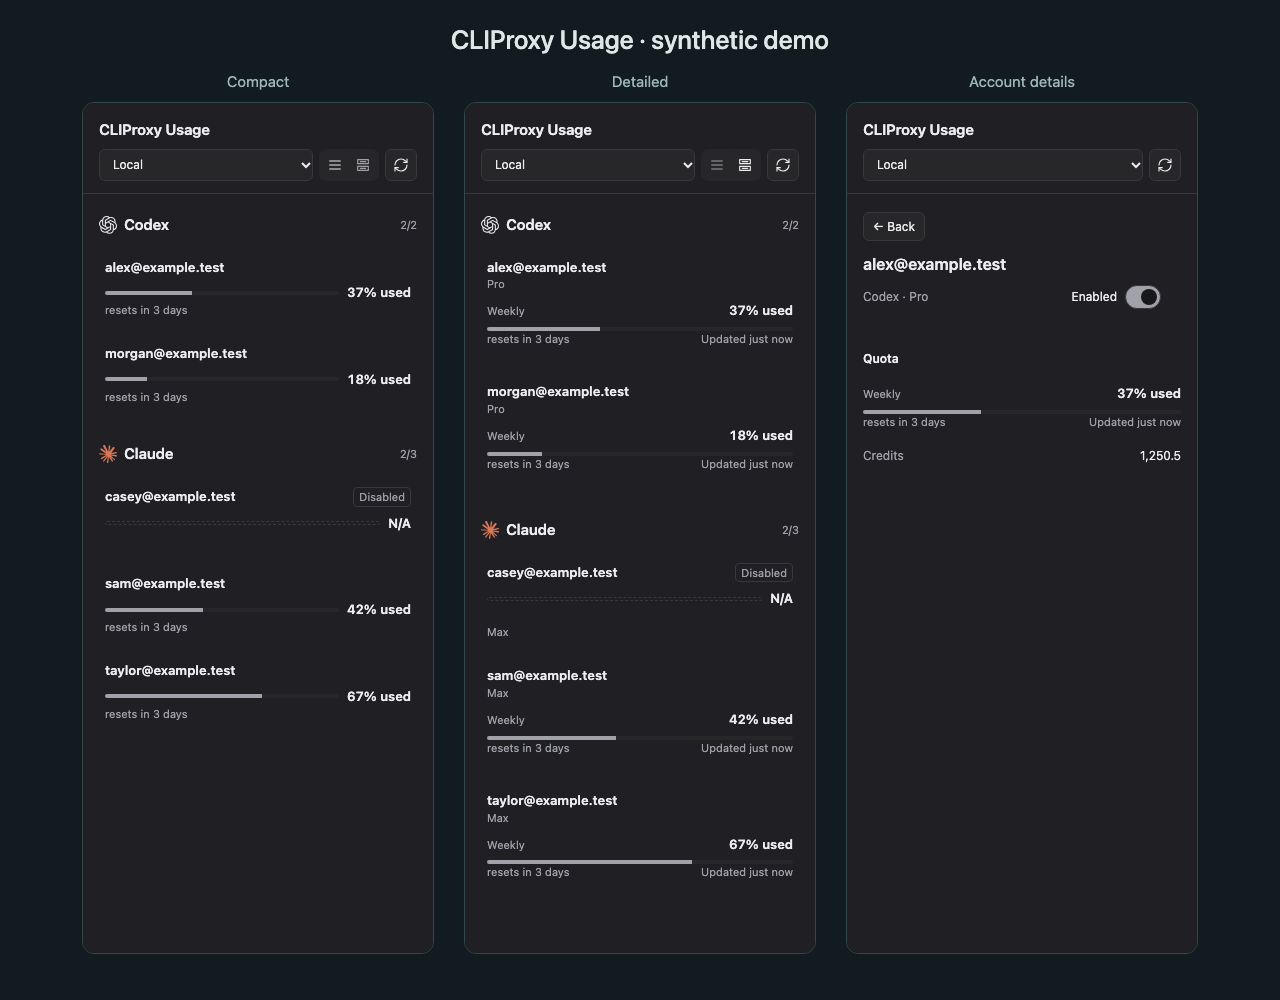 CLIProxy Usage · synthetic demo
Compact
CLIProxy Usage
Local
Codex 2/2
alex@example.test
37% used
resets in 3 days
morgan@example.test
18% used
resets in 3 days
Claude 2/3
casey@example.test Disabled
N/A
sam@example.test
42% used
resets in 3 days
taylor@example.test
67% used
resets in 3 days
Detailed
CLIProxy Usage
Local
Codex 2/2
alex@example.test
Pro
Weekly 37% used
resets in 3 days Updated just now
morgan@example.test
Pro
Weekly 18% used
resets in 3 days Updated just now
Claude 2/3
casey@example.test Disabled
N/A
Max
sam@example.test
Max
Weekly 42% used
resets in 3 days Updated just now
taylor@example.test
Max
Weekly 67% used
resets in 3 days Updated just now
Account details
CLIProxy Usage
Local
← Back
alex@example.test
Codex · Pro Enabled
Quota
Weekly 37% used
resets in 3 days Updated just now
Credits 1,250.5